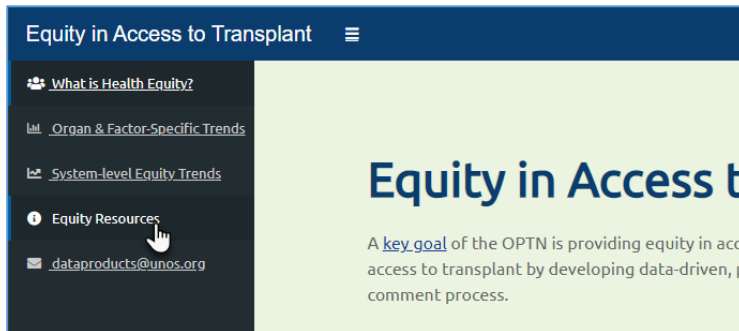 Equity in Access to Transplant
What is Health Equity?
Organ & Factor-Specific Trends
System-level Equity Trends
Equity Resources
dataproducts@unos.org
Equity in Access t
A key goal of the OPTN is providing equity in acc
access to transplant by developing data-driven, p
comment process.